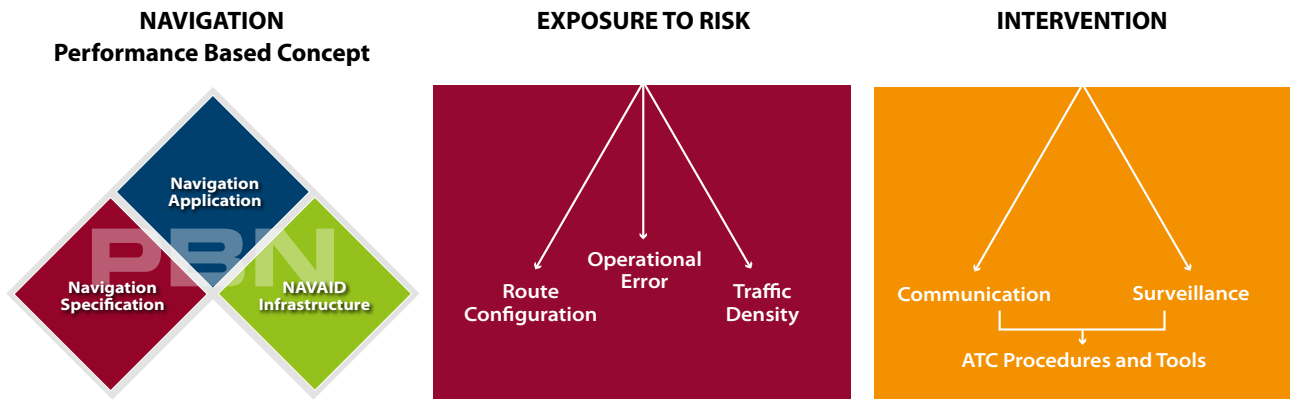 NAVIGATION
Performance Based Concept
Navigation
Application
PBN
Navigation
Specification
NAVAID
Infrastructure
EXPOSURE TO RISK
Operational
Error
Route
Configuration
Traffic
Density
INTERVENTION
Communication
Surveillance
ATC Procedures and Tools